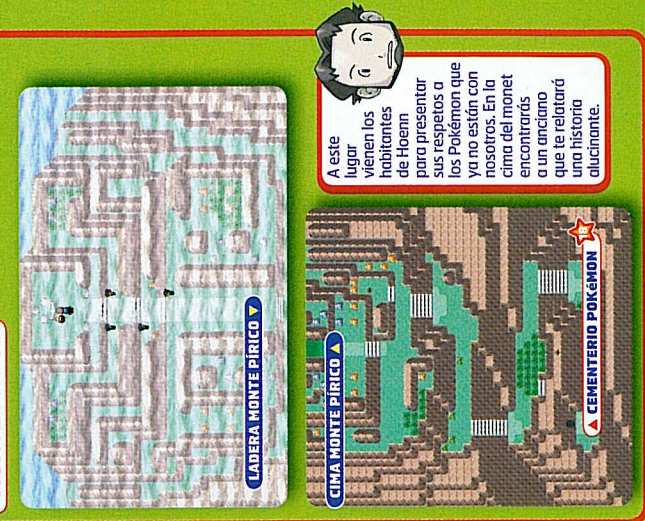 LADERA MONTE PÍRICO ▼
CIMA MONTE PÍRICO ▲
▲ CEMENTERIO POKéMON
18
A este
lugar
vienen los
habitantes
de Hoenn
para presentar
sus respetos a
los Pokémon que
ya no están con
nosotros. En la
cima del monet
encontrarás
a un anciano
que te relatará
una historia
alucinante.